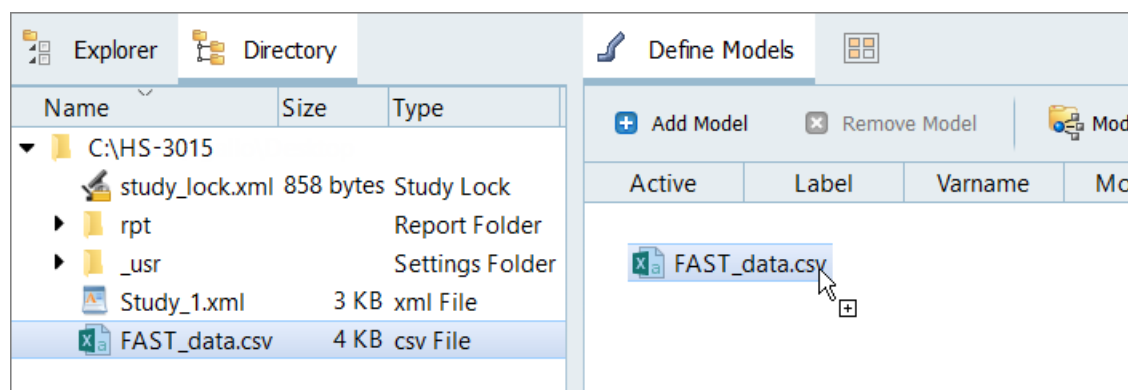 Explorer Directory Define Models
Name Size Type
Add Model Remove Model Mod
C:\HS-3015
study_lock.xml 858 bytes Study Lock
Active Label Varname Mo
rpt Report Folder
_usr Settings Folder
FAST_data.csv
Study_1.xml 3 KB xml File
FAST_data.csv 4 KB csv File